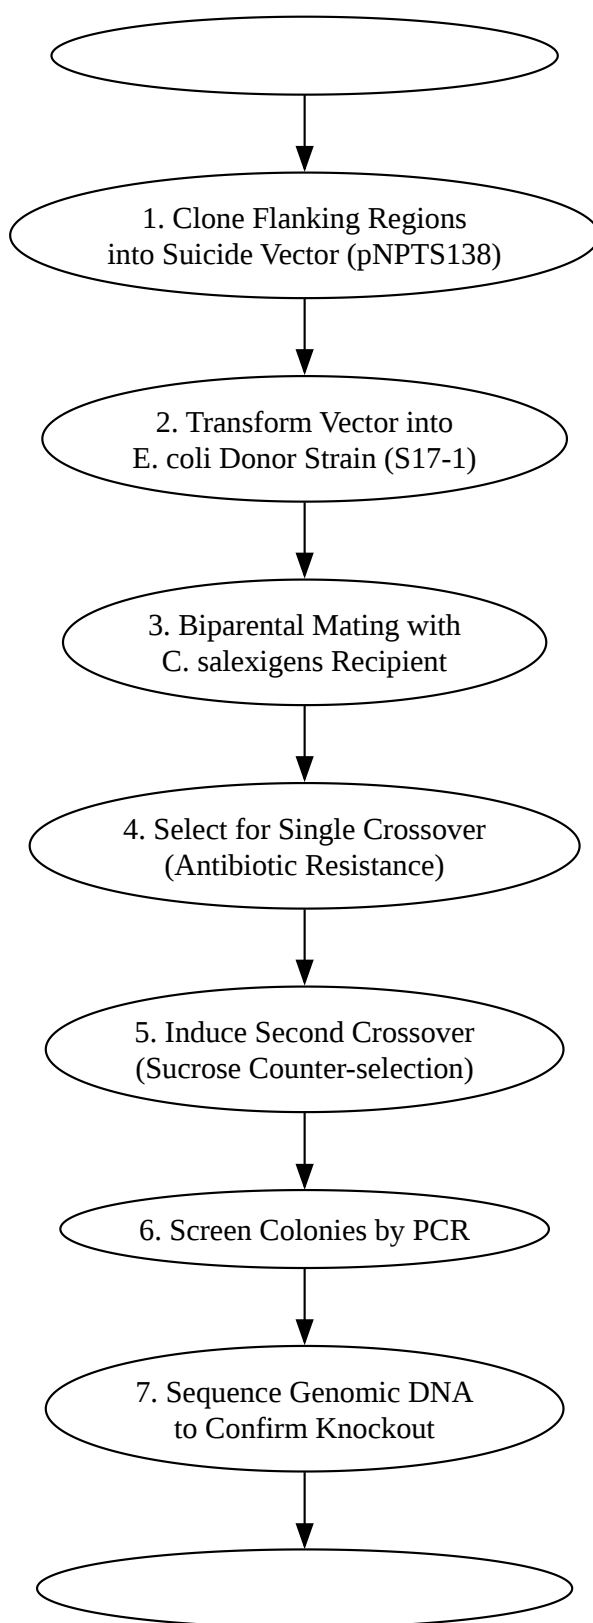 1. Clone Flanking Regions
into Suicide Vector (pNPTS138)
2. Transform Vector into
E. coli Donor Strain (S17-1)
3. Biparental Mating with
C. salexigens Recipient
4. Select for Single Crossover
(Antibiotic Resistance)
5. Induce Second Crossover
(Sucrose Counter-selection)
6. Screen Colonies by PCR
7. Sequence Genomic DNA
to Confirm Knockout